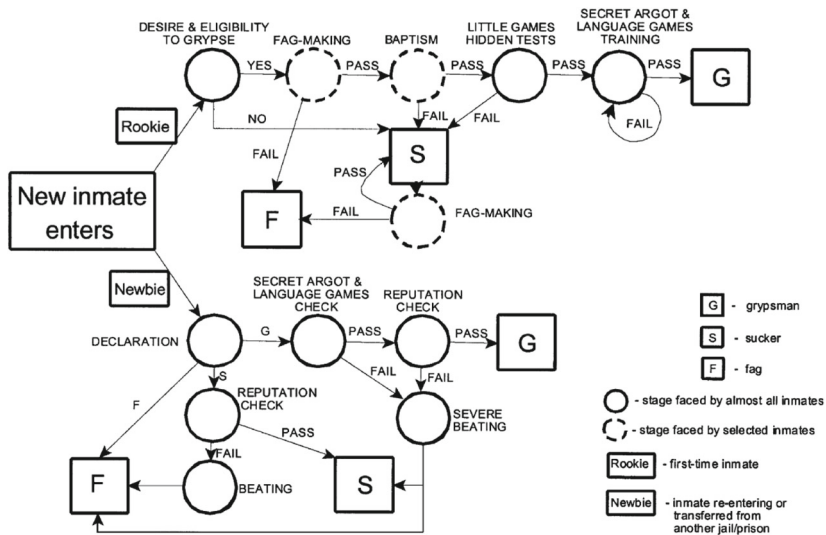 DESIRE & ELIGIBILITY
TO GRYPSE
FAG-MAKING
BAPTISM
LITTLE GAMES
HIDDEN TESTS
SECRET ARGOT &
LANGUAGE GAMES
TRAINING
YES
PASS
PASS
PASS
PASS
G
Rookie
NO
FAIL
FAIL
FAIL
FAIL
S
PASS
New inmate
enters
F
FAIL
FAG-MAKING
Newbie
SECRET ARGOT &
LANGUAGE GAMES
CHECK
REPUTATION
CHECK
DECLARATION
G
PASS
PASS
G
FAIL
FAIL
F
S
REPUTATION
CHECK
SEVERE
BEATING
PASS
FAIL
F
BEATING
S
G - grypsman
S - sucker
F - fag
- stage faced by almost all inmates
- stage faced by selected inmates
Rookie - first-time inmate
Newbie - inmate re-entering or
transferred from
another jail/prison